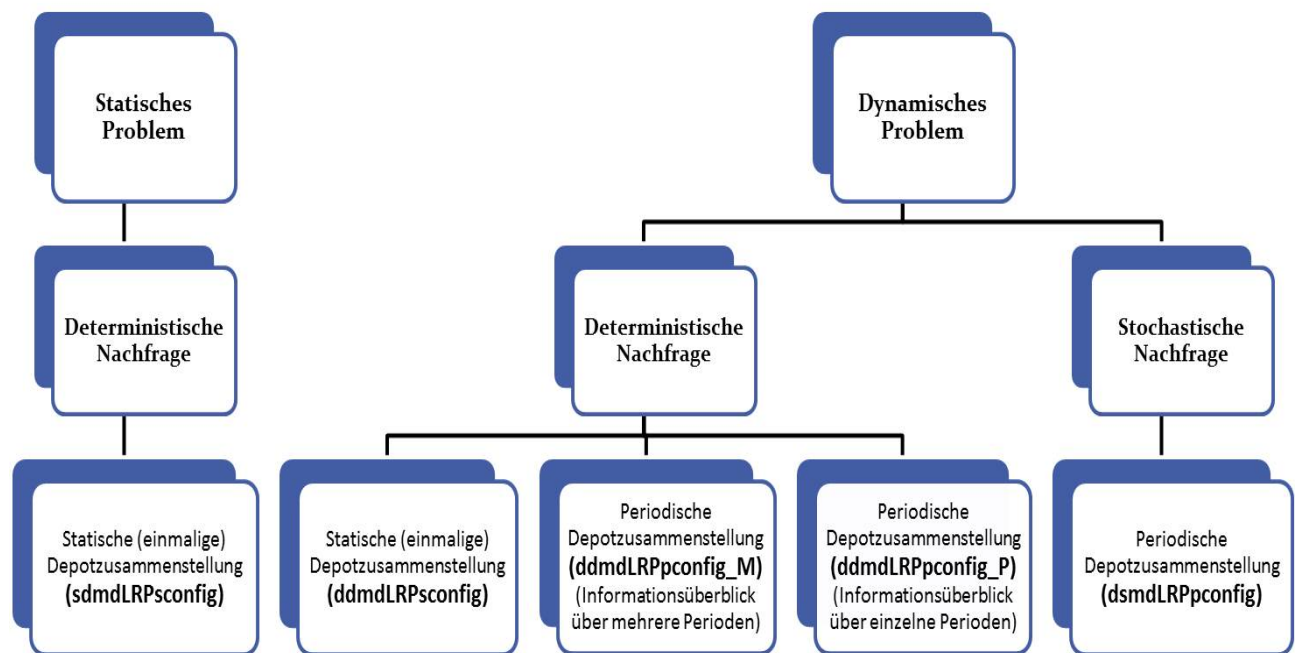 Statisches
Problem
Dynamisches
Problem
Deterministische
Nachfrage
Deterministische
Nachfrage
Stochastische
Nachfrage
Statische (einmalige)
Depotzusammenstellung
(sdmdLRPsconfig)
Statische (einmalige)
Depotzusammenstellung
(ddmdLRPsconfig)
Periodische
Depotzusammenstellung
(ddmdLRPpconfig_M)
(Informationsüberblick
über mehrere Perioden)
Periodische
Depotzusammenstellung
(ddmdLRPpconfig_P)
(Informationsüberblick
über einzelne Perioden)
Periodische
Depotzusammenstellung
(dsmdLRPpconfig)